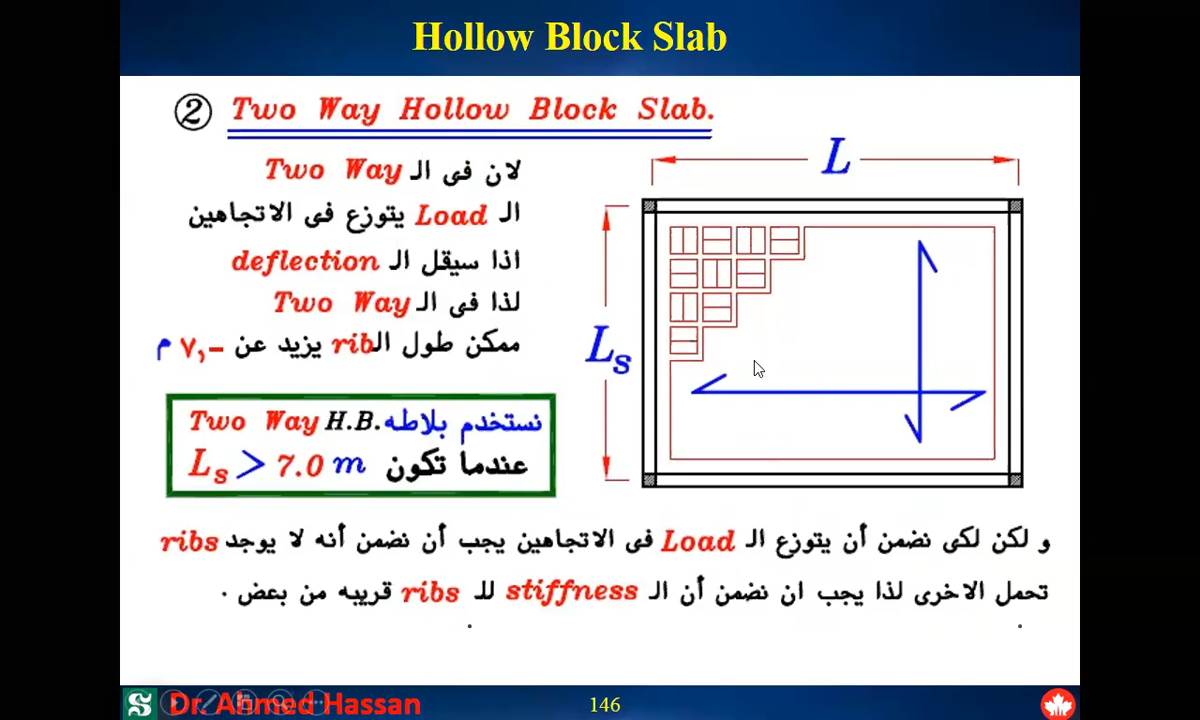 Hollow Block Slab
② Two Way Hollow Block Slab.
لان فى الـ Two Way
الـ Load يتوزع فى الاتجاهين
اذا سيقل الـ deflection
لذا فى الـ Two Way
ممكن طول الـ rib يزيد عن ٧,٠٠ م
نستخدم بلاطه Two Way H.B.
عندما تكون Ls > 7.0 m
L
Ls
و لكن لكى نضمن أن يتوزع الـ Load فى الاتجاهين يجب أن نضمن أنه لا يوجد ribs
تحمل الاخرى لذا يجب ان نضمن أن الـ stiffness للـ ribs قريبه من بعض .
Dr. Ahmed Hassan
146